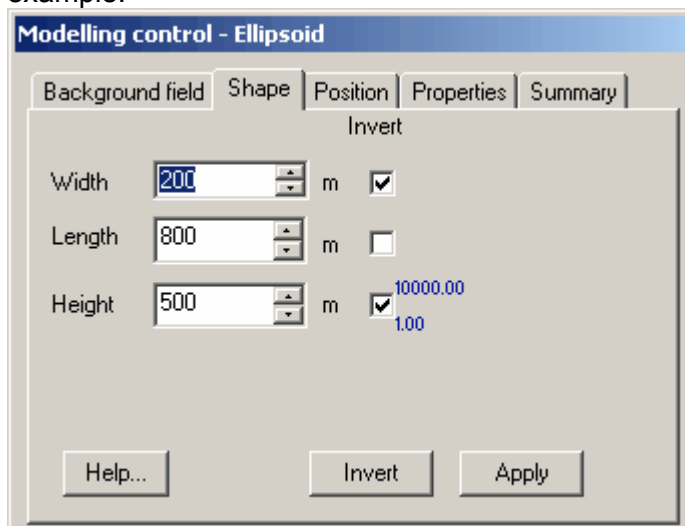 example:
Modelling control - Ellipsoid
Background field Shape Position Properties Summary
Invert
Width 200 m
Length 800 m
Height 500 m 10000.00
1.00
Help... Invert Apply